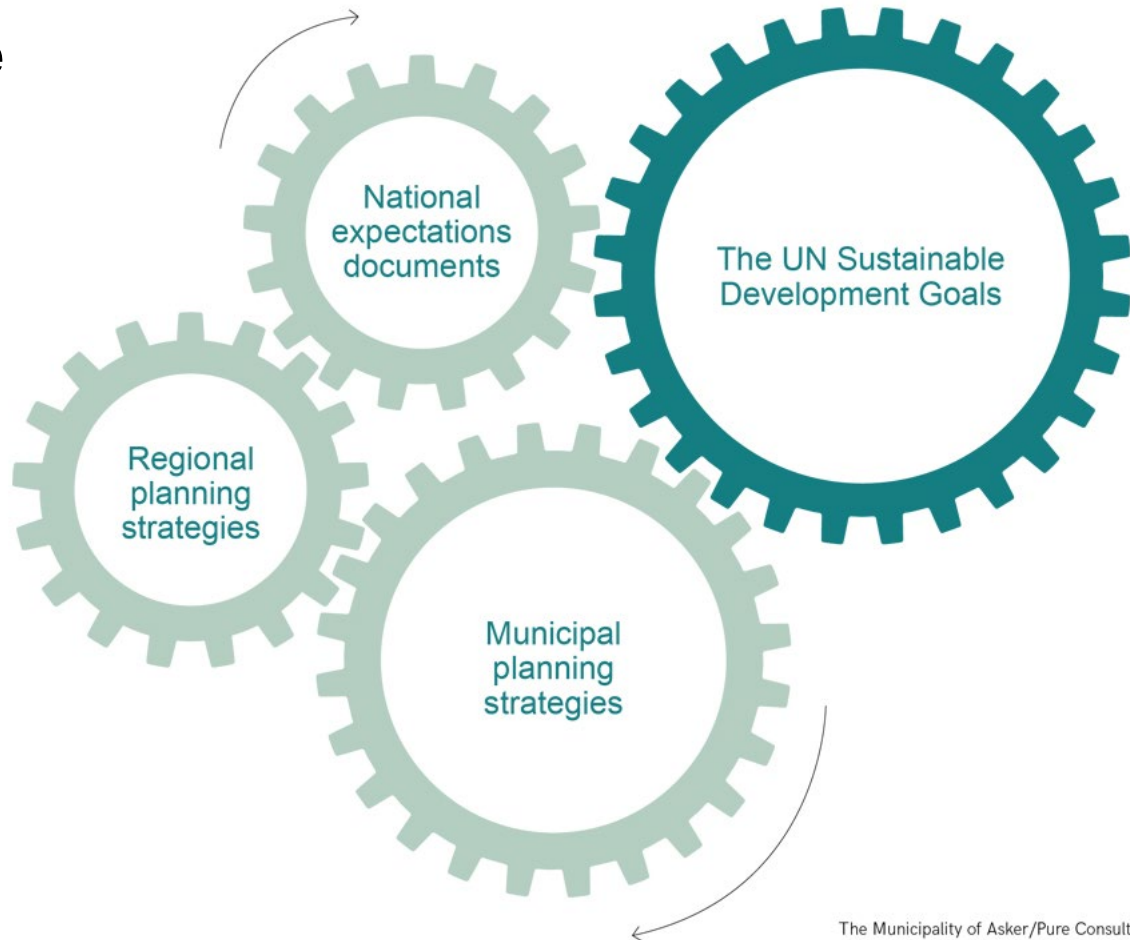 e
National
expectations
documents
The UN Sustainable
Development Goals
Regional
planning
strategies
Municipal
planning
strategies
The Municipality of Asker/Pure Consult